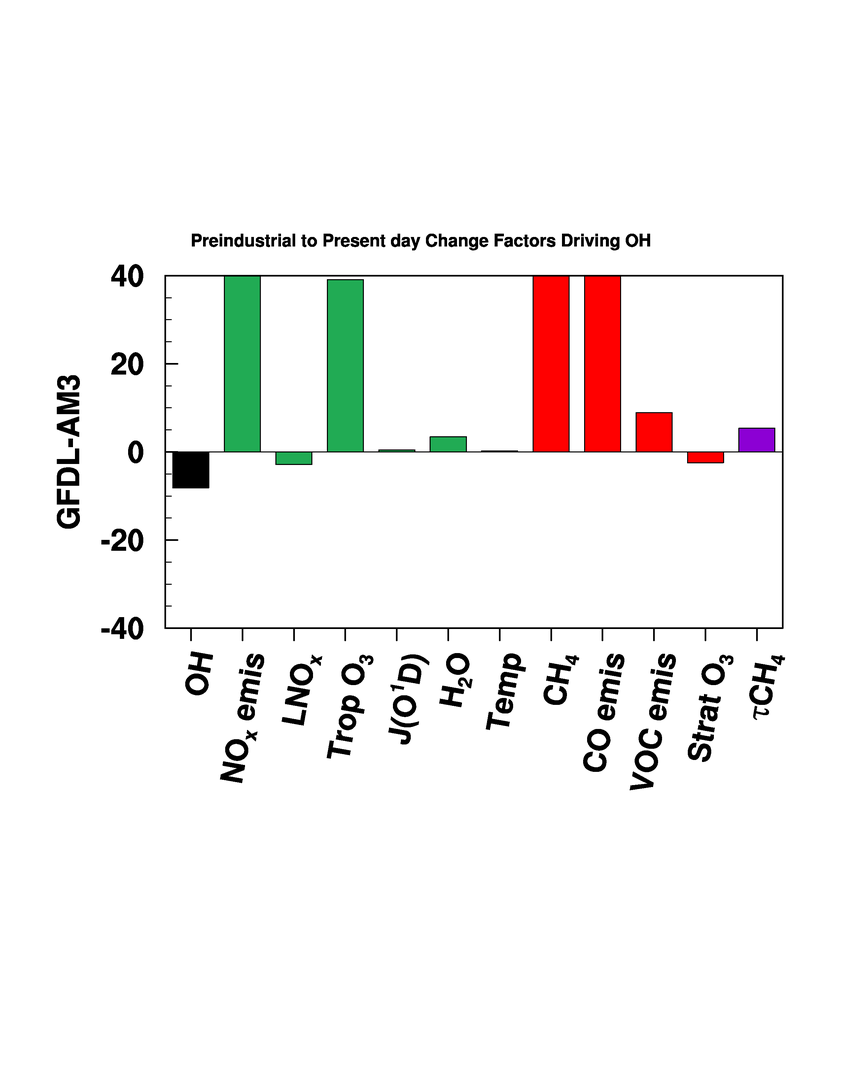 Preindustrial to Present day Change Factors Driving OH
GFDL-AM3
40
20
0
-20
-40
OH
NOx emis
LNOx
Trop O3
J(O¹D)
H2O
Temp
CH4
CO emis
VOC emis
Strat O3
τCH4